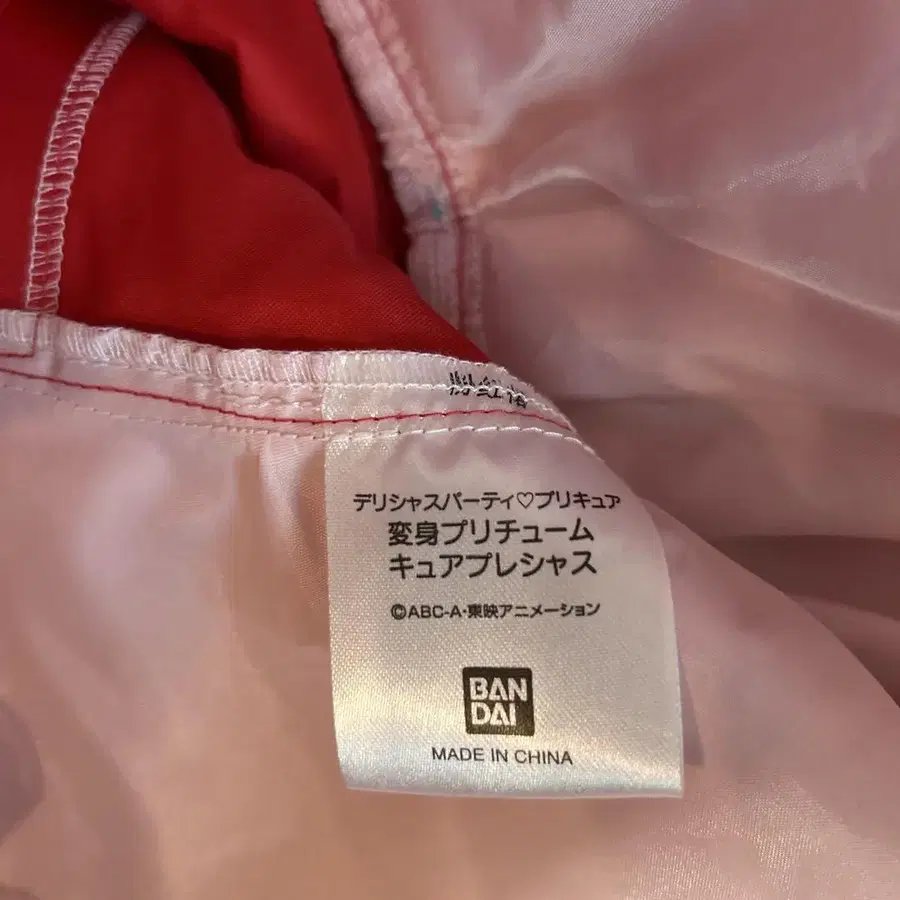 デリシャスパーティ♡プリキュア
変身プリチューム
キュアプレシャス
©ABC-A・東映アニメーション
BAN
DAI
MADE IN CHINA